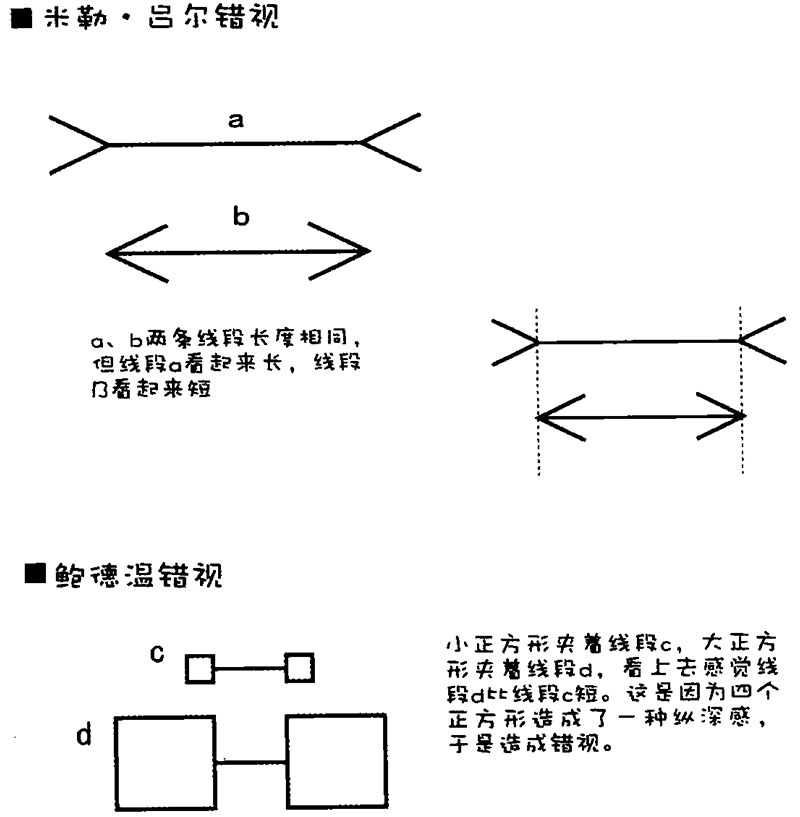 ■ 米勒·吕尔错视
a
b
a、b两条线段长度相同，
但线段a看起来长，线段
b看起来短
■ 鲍德温错视
c
d
小正方形夹着线段c，大正方
形夹着线段d，看上去感觉线
段d比线段c短。这是因为四个
正方形造成了一种纵深感，
于是造成错视。